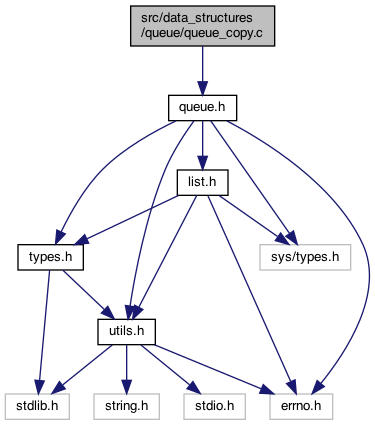 src/data_structures
/queue/queue_copy.c
queue.h
list.h
types.h
sys/types.h
utils.h
stdlib.h
string.h
stdio.h
errno.h